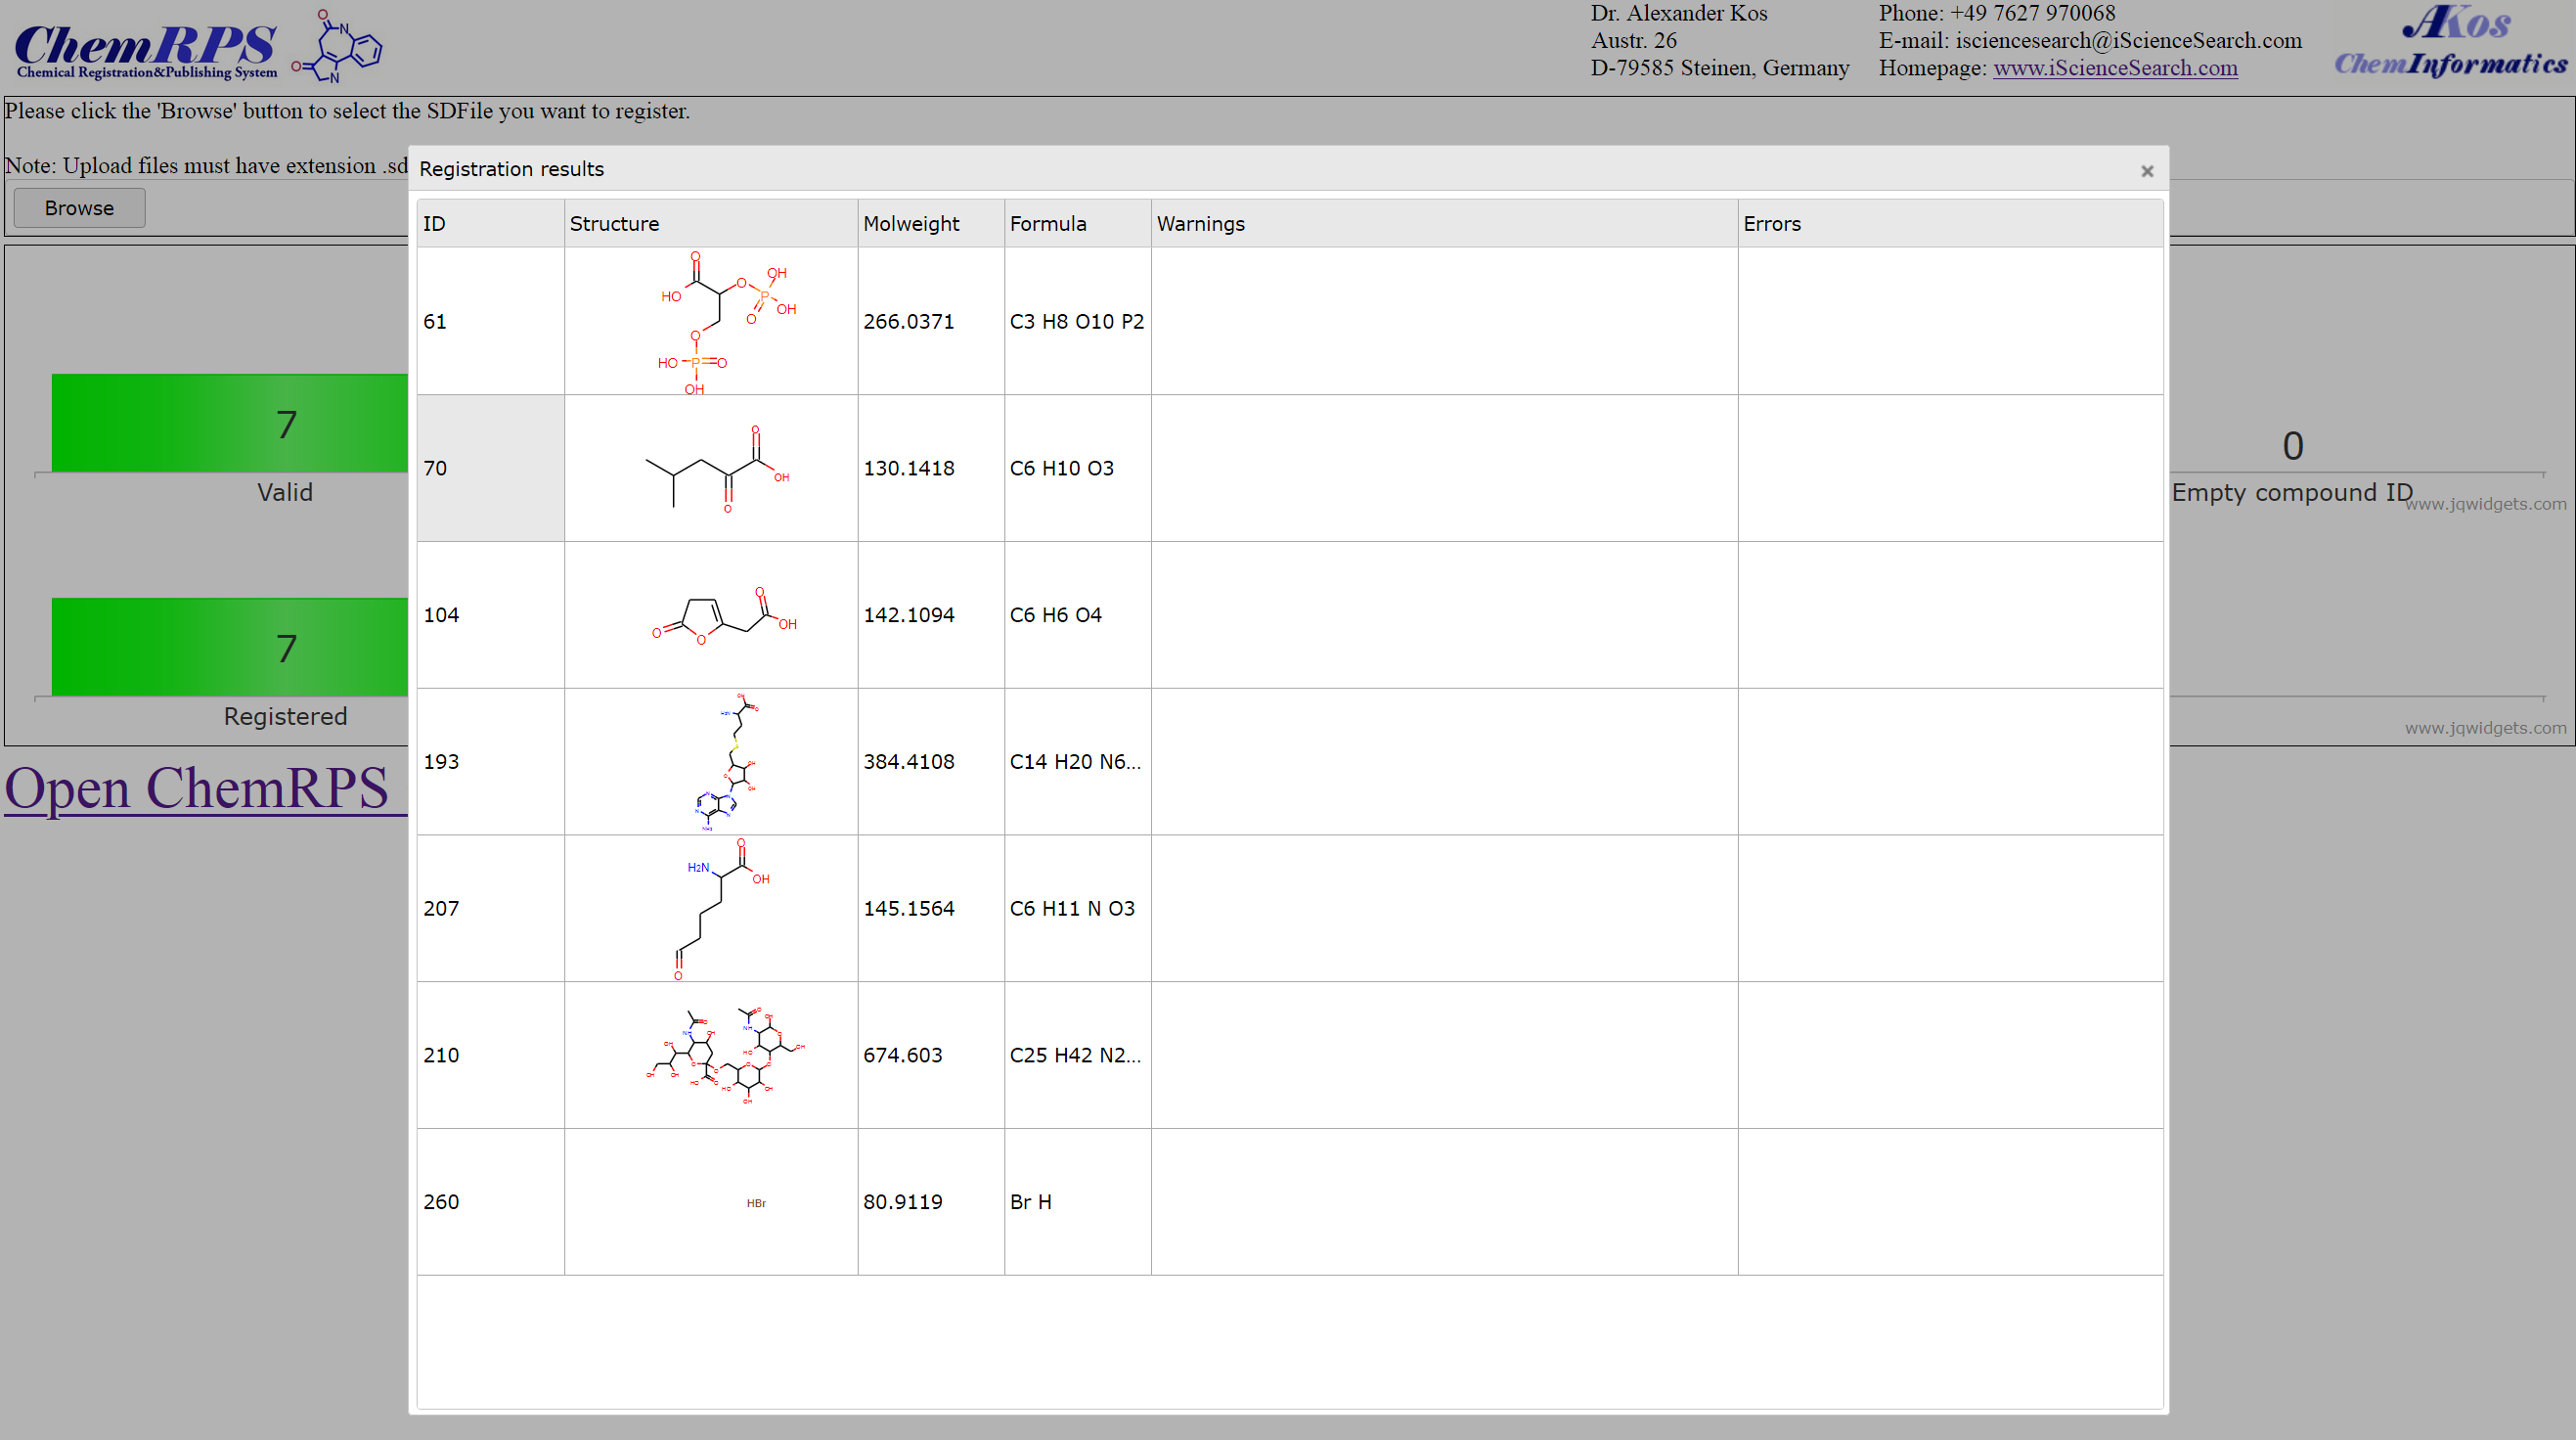 ChemRPS
Chemical Registration&Publishing System
Dr. Alexander Kos
Austr. 26
D-79585 Steinen, Germany
Phone: +49 7627 970068
E-mail: isciencesearch@iScienceSearch.com
Homepage: www.iScienceSearch.com
AKos
ChemInformatics
Please click the 'Browse' button to select the SDFile you want to register.
Note: Upload files must have extension .sd
Browse
Registration results
ID Structure Molweight Formula Warnings Errors
61 266.0371 C3 H8 O10 P2
70 130.1418 C6 H10 O3
104 142.1094 C6 H6 O4
193 384.4108 C14 H20 N6...
207 145.1564 C6 H11 N O3
210 674.603 C25 H42 N2...
260 HBr 80.9119 Br H
7
Valid
7
Registered
0
Empty compound ID
www.jqwidgets.com
www.jqwidgets.com
Open ChemRPS